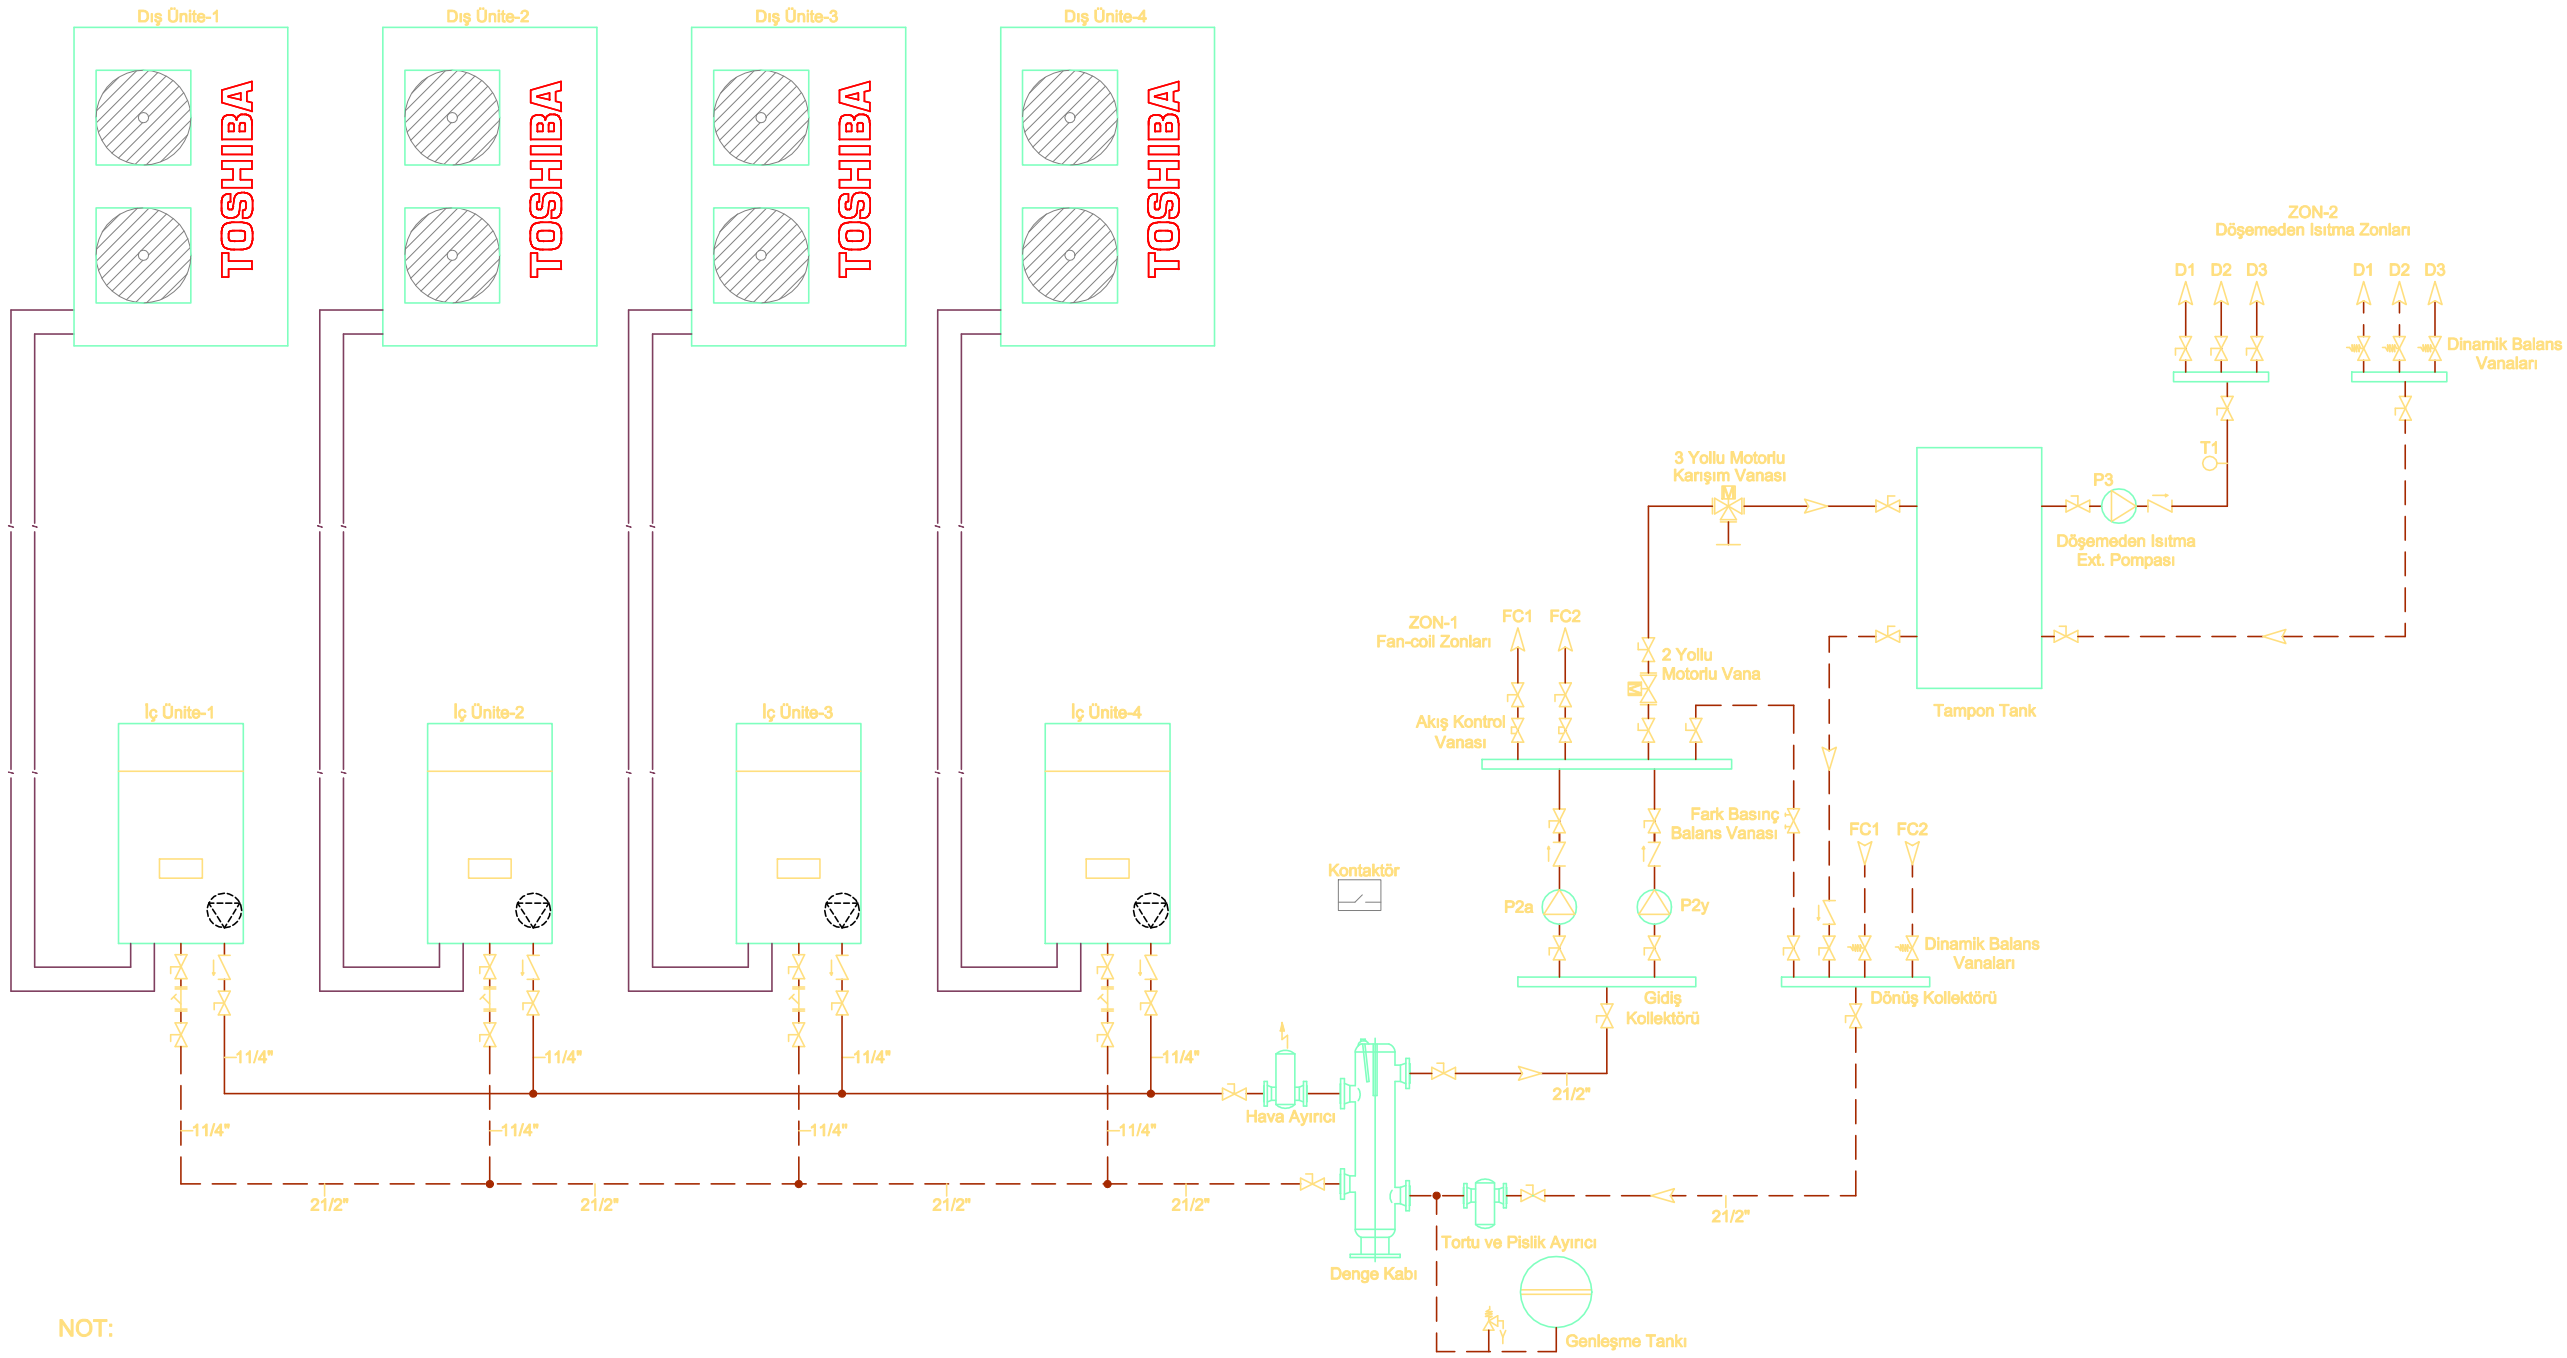 Dış Ünite-1
Dış Ünite-2
Dış Ünite-3
Dış Ünite-4
TOSHIBA
TOSHIBA
TOSHIBA
TOSHIBA
ZON-2
Döşemeden Isıtma Zonları
D1 D2 D3
D1 D2 D3
Dinamik Balans
Vanaları
T1
3 Yollu Motorlu
Karışım Vanası
M
P3
Döşemeden Isıtma
Ext. Pompası
ZON-1
Fan-coil Zonları
FC1 FC2
2 Yollu
Motorlu Vana
M
Tampon Tank
İç Ünite-1
İç Ünite-2
İç Ünite-3
İç Ünite-4
Akış Kontrol
Vanası
Fark Basınç
Balans Vanası
FC1 FC2
Kontaktör
P2a
P2y
Dinamik Balans
Vanaları
Gidiş
Kollektörü
Dönüş Kollektörü
11/4"
11/4"
11/4"
11/4"
21/2"
Hava Ayırıcı
11/4"
11/4"
11/4"
11/4"
21/2"
21/2"
21/2"
21/2"
21/2"
Tortu ve Pislik Ayırıcı
Denge Kabı
Genleşme Tankı
NOT: